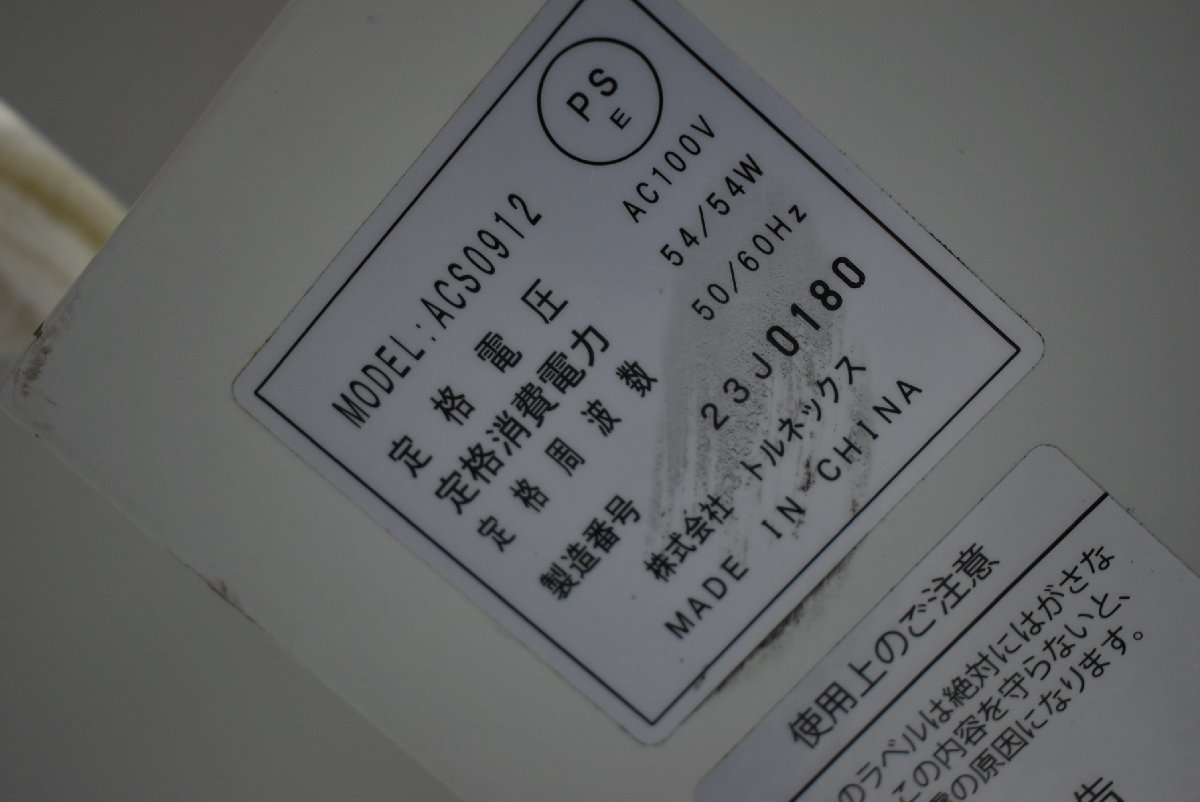 PS
E
MODEL:ACS0912
定格電圧 AC100V
定格消費電力 54/54W
定格周波数 50/60Hz
製造番号 23J0180
株式会社 トルネックス
MADE IN CHINA
使用上のご注意
のラベルは絶対にはがさな
この内容を守らないと、
の原因になります。
告